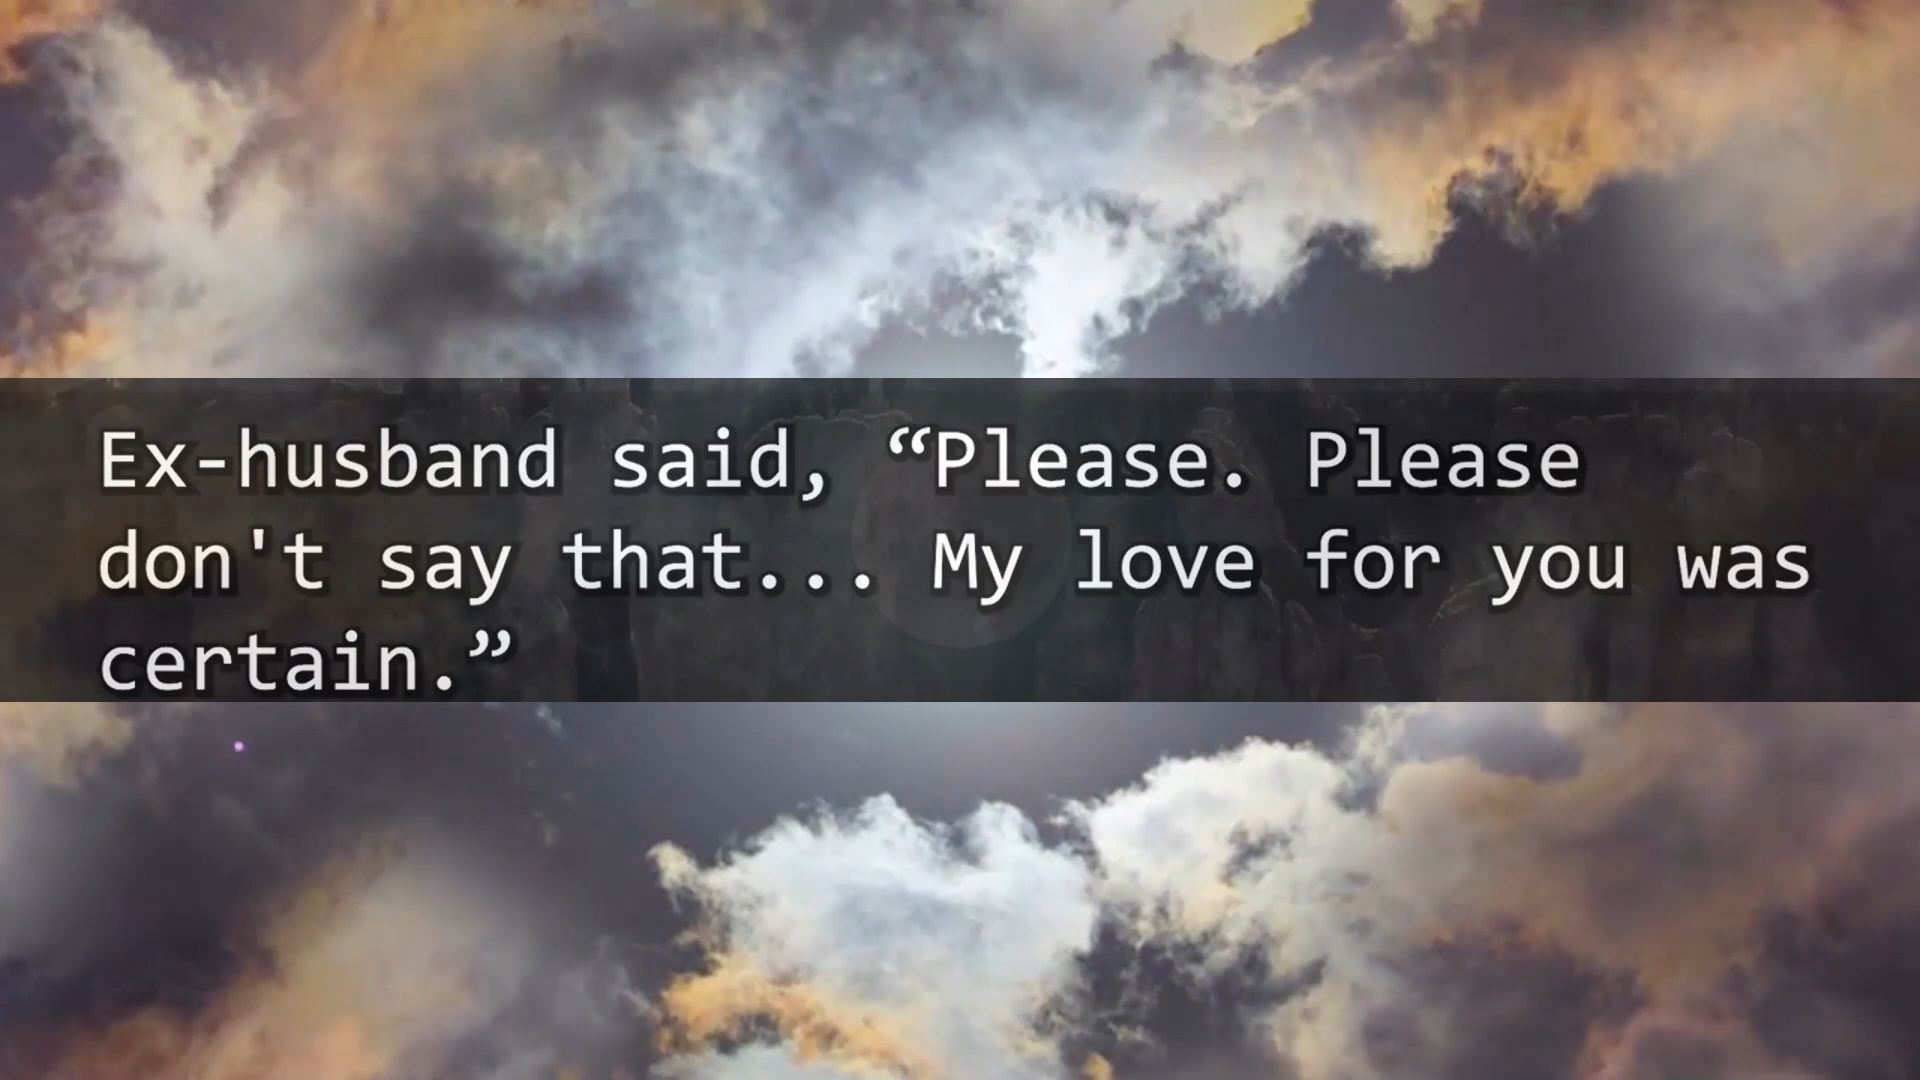 Ex-husband said, “Please. Please
don't say that... My love for you was
certain.”